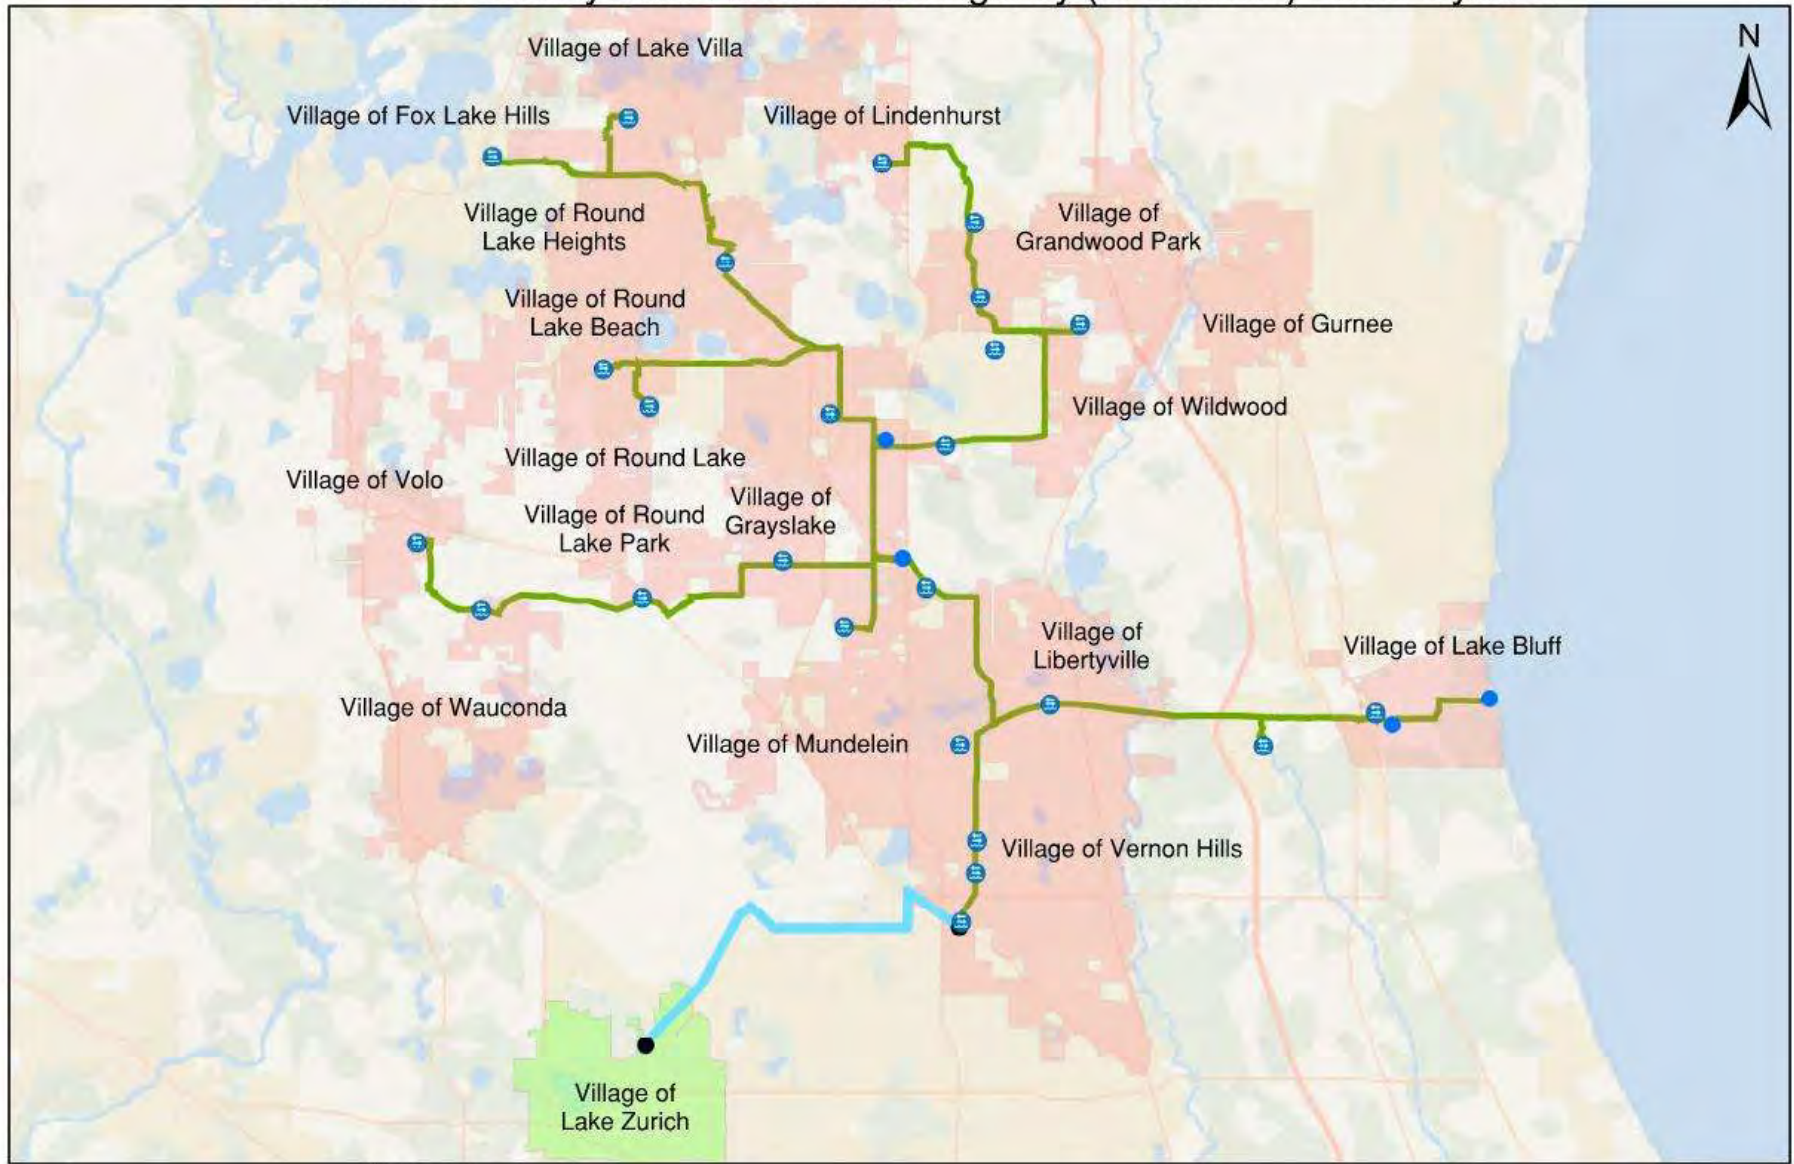 N
Village of Lake Villa
Village of Fox Lake Hills
Village of Lindenhurst
Village of Round
Lake Heights
Village of
Grandwood Park
Village of Round
Lake Beach
Village of Gurnee
Village of Wildwood
Village of Round Lake
Village of Volo
Village of
Grayslake
Village of Round
Lake Park
Village of
Libertyville
Village of Lake Bluff
Village of Wauconda
Village of Mundelein
Village of Vernon Hills
Village of
Lake Zurich